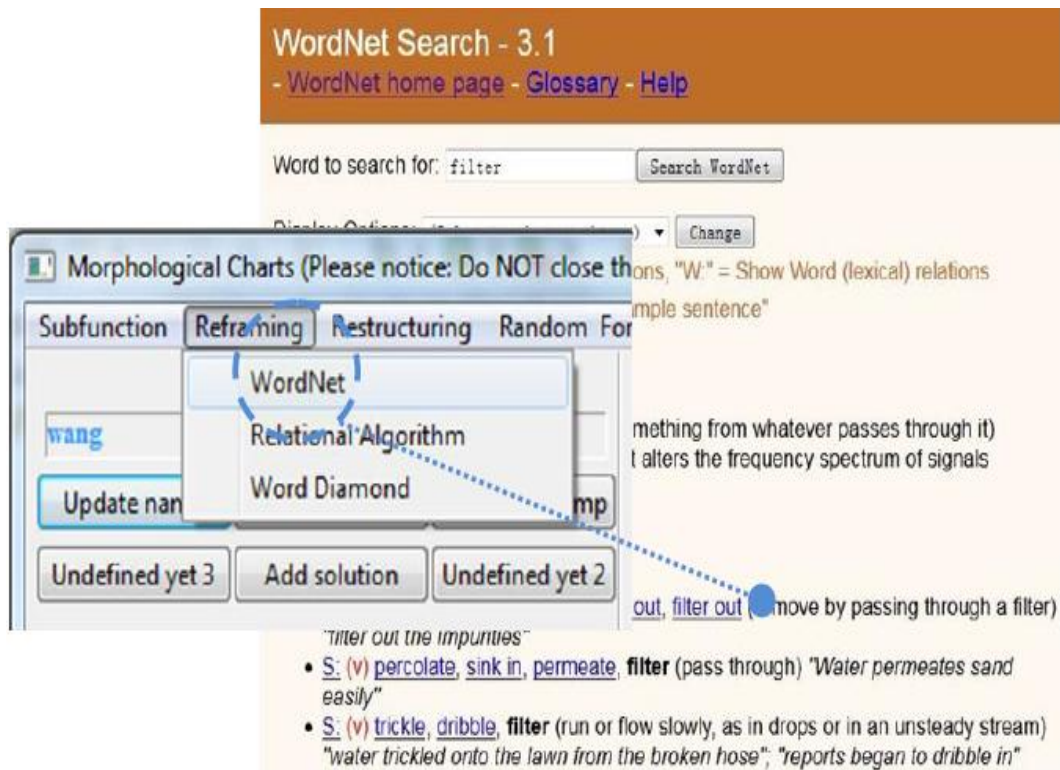 WordNet Search - 3.1
- WordNet home page - Glossary - Help
Word to search for: filter Search WordNet
Display Options: Change
Morphological Charts (Please notice: Do NOT close th
ons, "W:" = Show Word (lexical) relations
mple sentence"
Subfunction Reframing Restructuring Random For
WordNet
wang
Relational Algorithm
mething from whatever passes through it)
t alters the frequency spectrum of signals
Word Diamond
Update nam mp
Undefined yet 3 Add solution Undefined yet 2
out, filter out ( move by passing through a filter)
"filter out the impurities"
• S: (v) percolate, sink in, permeate, filter (pass through) "Water permeates sand
easily"
• S: (v) trickle, dribble, filter (run or flow slowly, as in drops or in an unsteady stream)
"water trickled onto the lawn from the broken hose"; "reports began to dribble in"